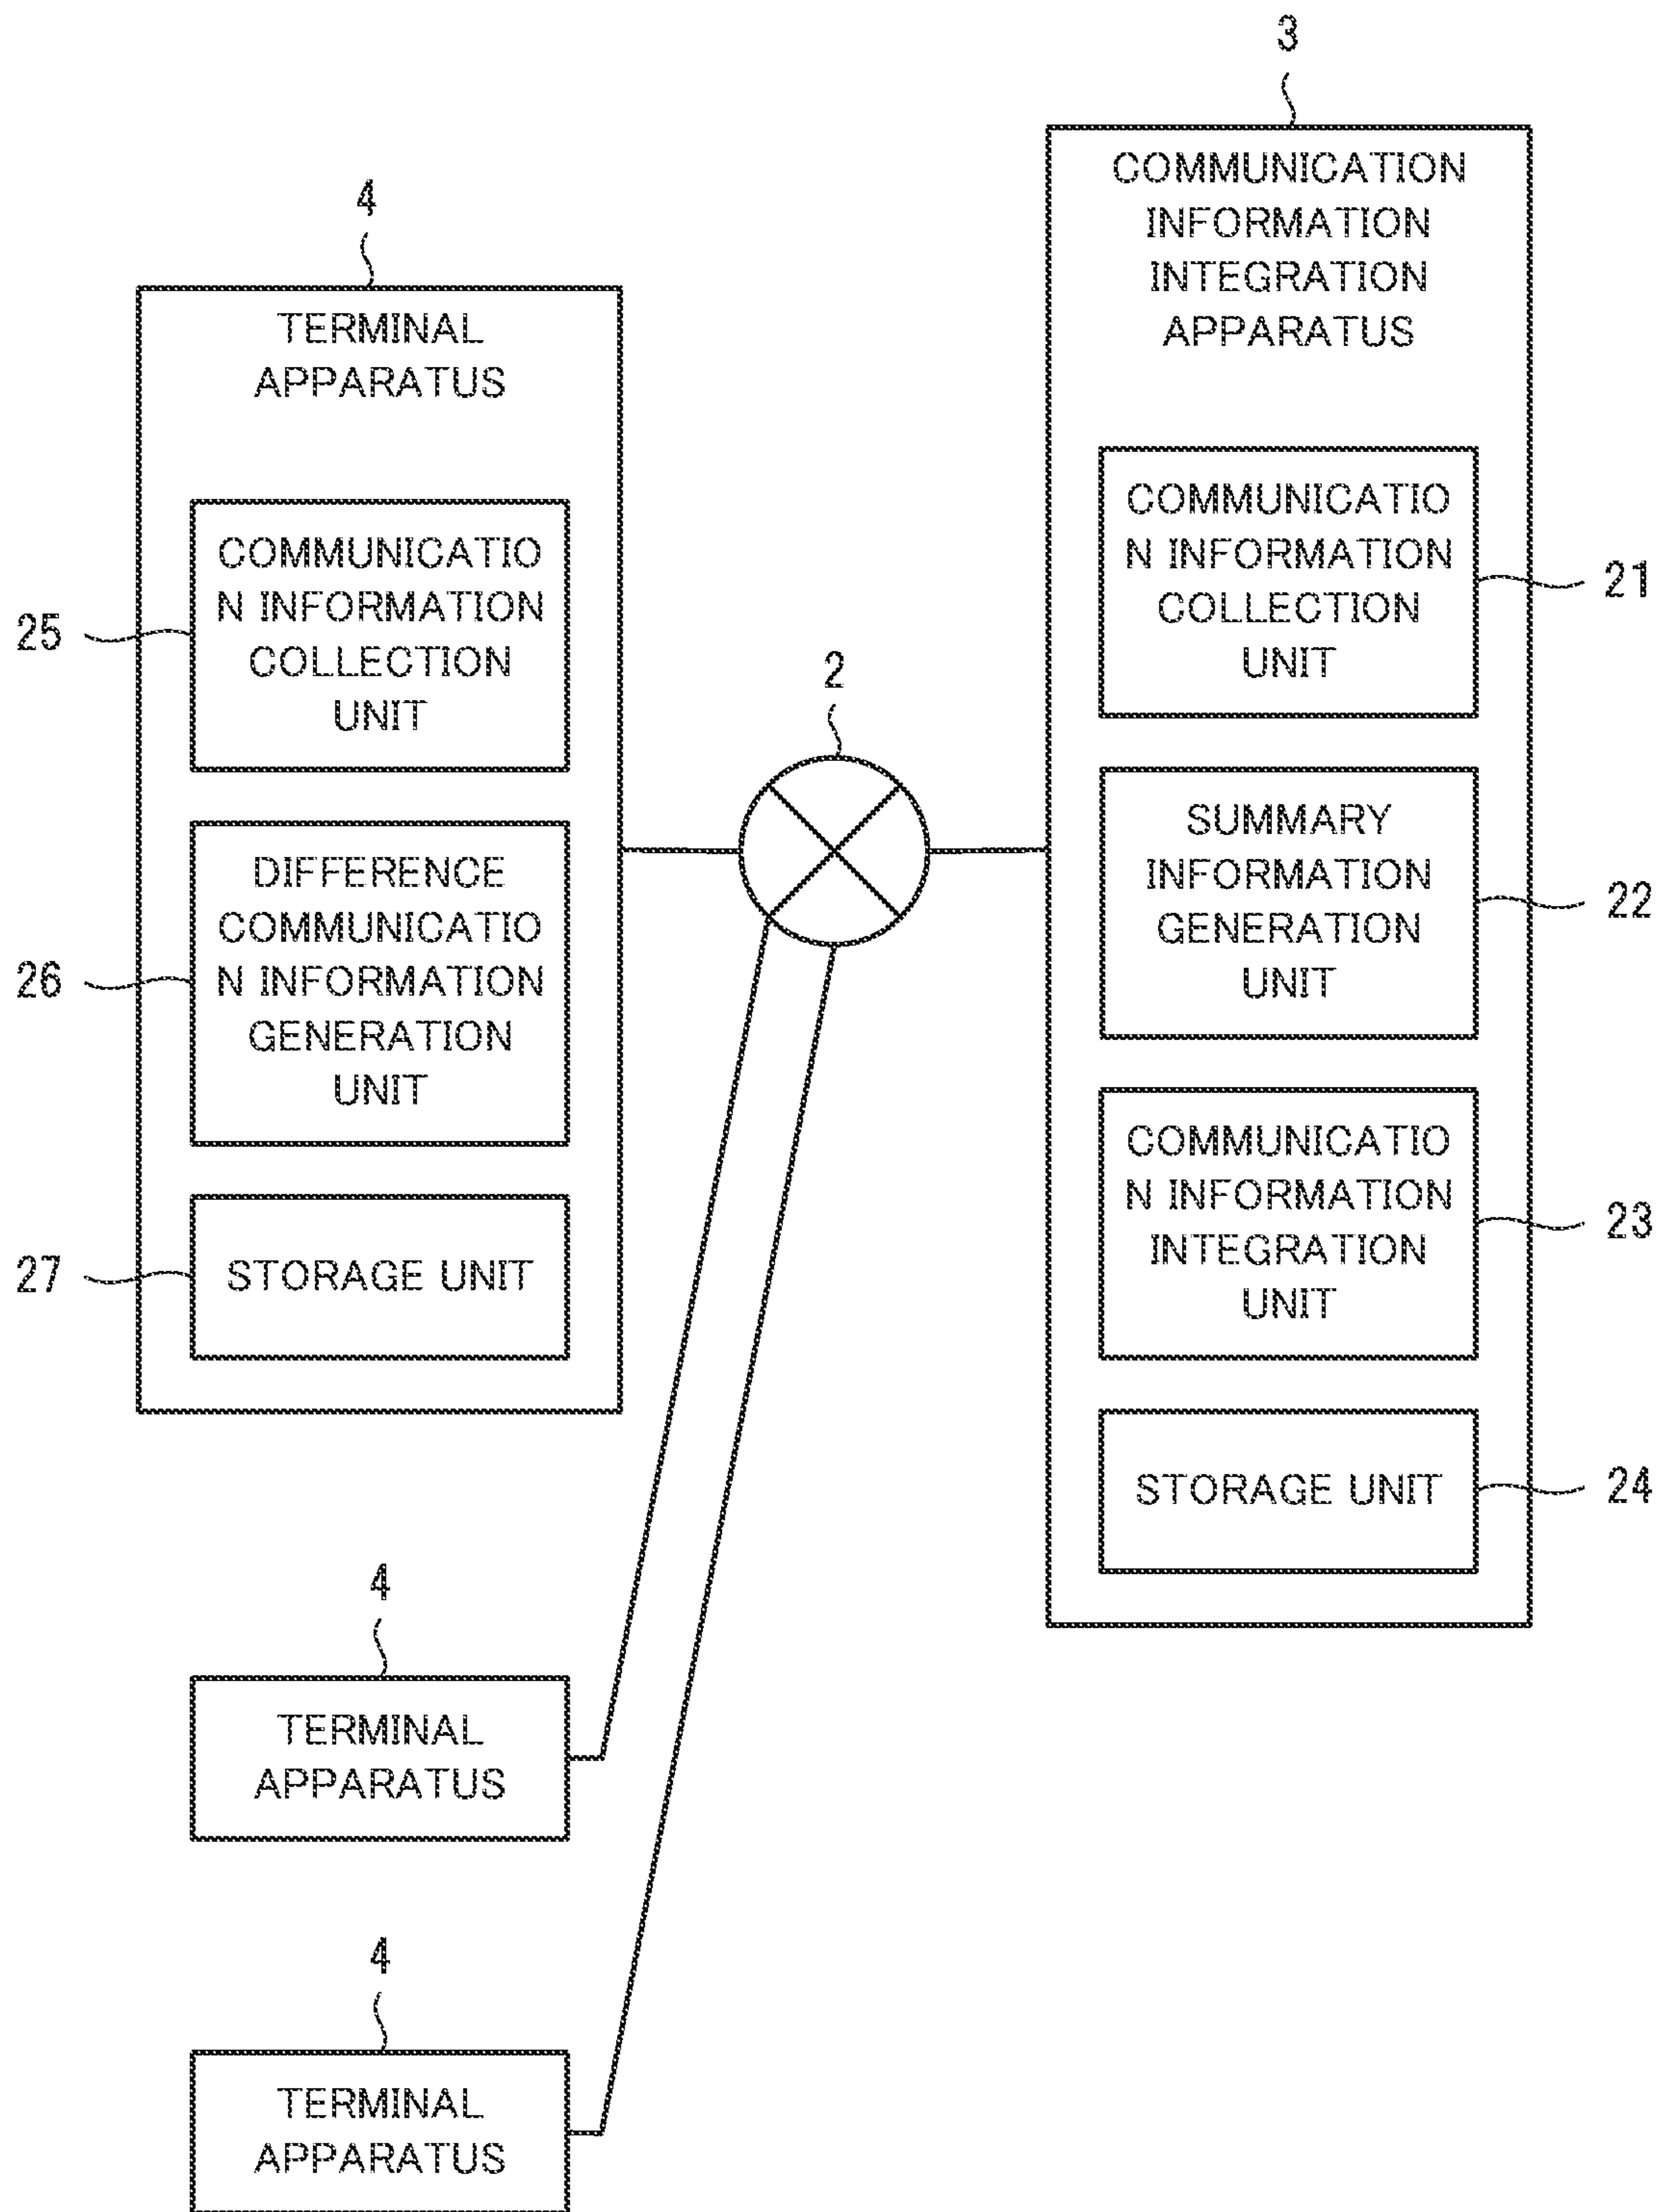 3
COMMUNICATION
INFORMATION
INTEGRATION
APPARATUS
4
TERMINAL
APPARATUS
COMMUNICATIO
N INFORMATION
COLLECTION
UNIT
25
DIFFERENCE
COMMUNICATIO
N INFORMATION
GENERATION
UNIT
26
STORAGE UNIT
27
2
COMMUNICATIO
N INFORMATION
COLLECTION
UNIT
21
SUMMARY
INFORMATION
GENERATION
UNIT
22
COMMUNICATIO
N INFORMATION
INTEGRATION
UNIT
23
STORAGE UNIT
24
4
TERMINAL
APPARATUS
4
TERMINAL
APPARATUS